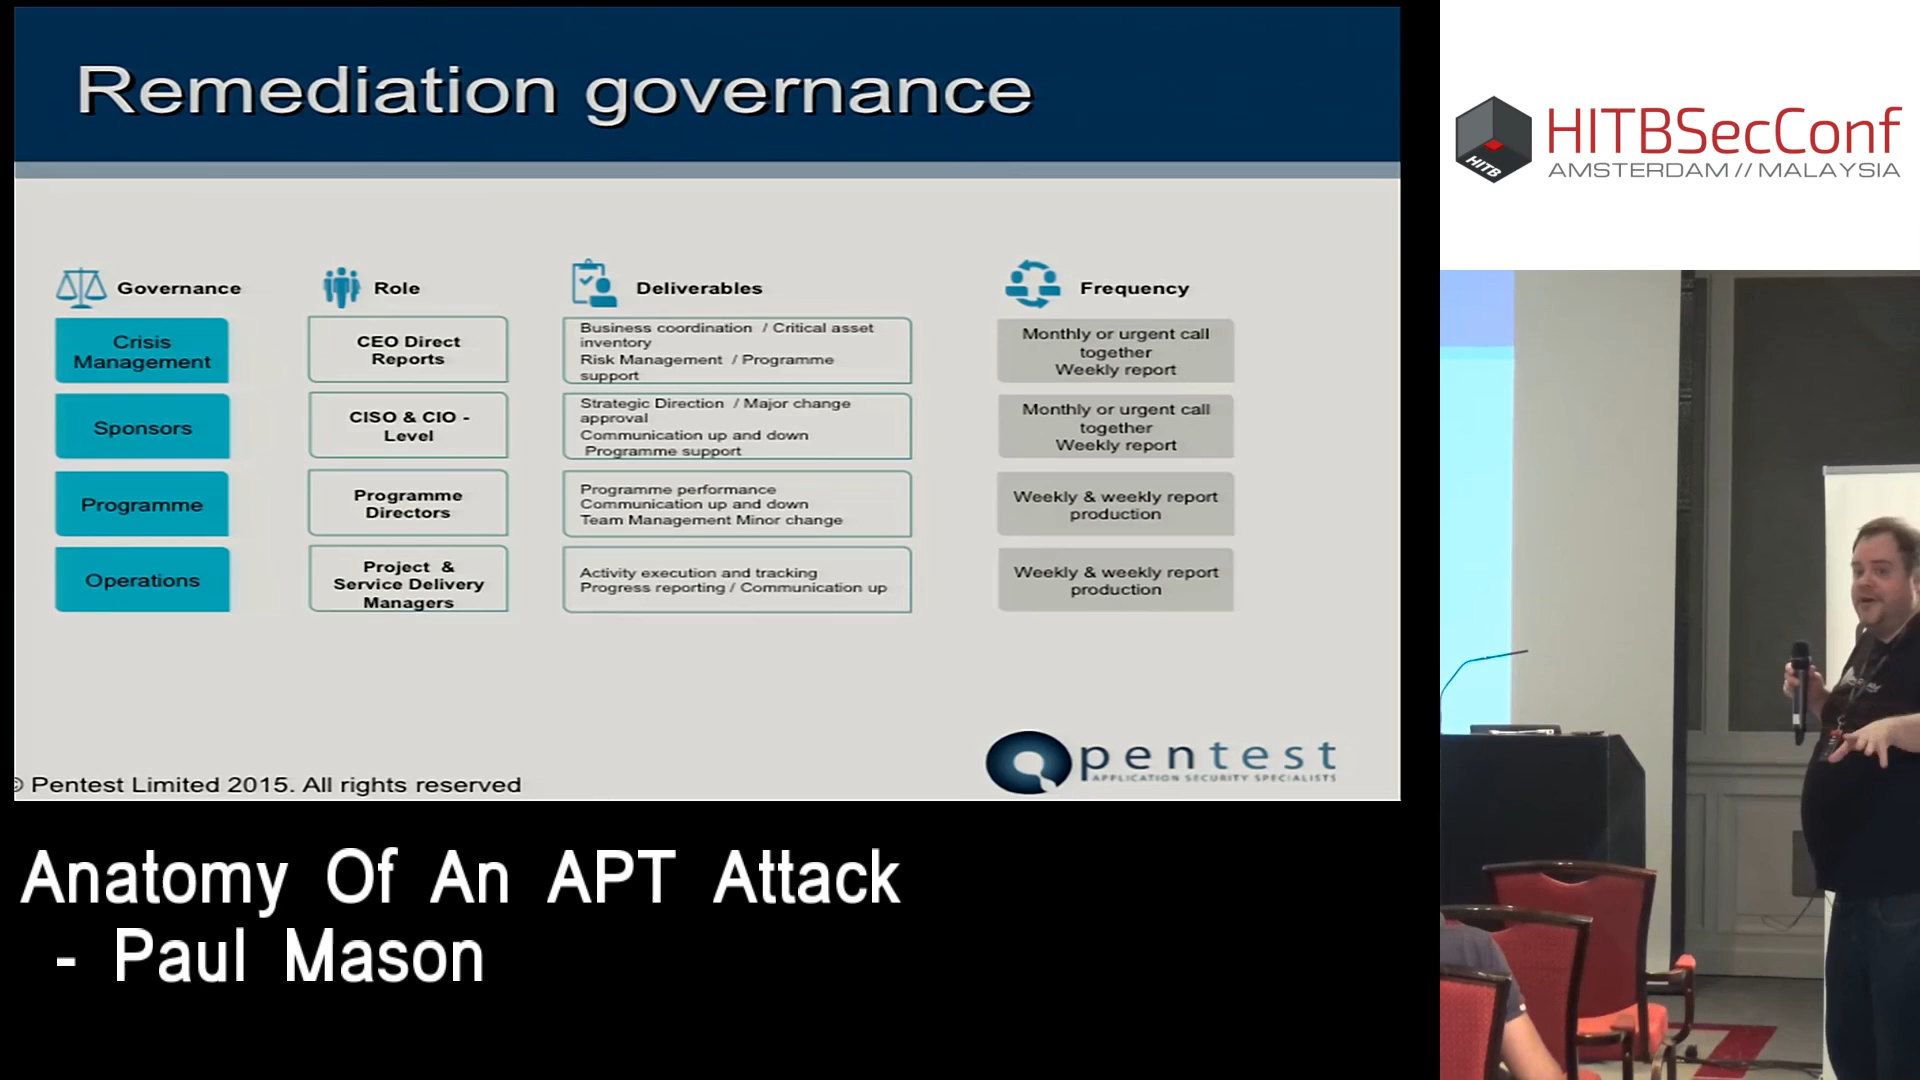 Remediation governance
Governance
Role
Deliverables
Frequency
Crisis
Management
CEO Direct
Reports
Business coordination / Critical asset
inventory
Risk Management / Programme
support
Monthly or urgent call
together
Weekly report
Sponsors
CISO & CIO -
Level
Strategic Direction / Major change
approval
Communication up and down
Programme support
Monthly or urgent call
together
Weekly report
Programme
Programme
Directors
Programme performance
Communication up and down
Team Management Minor change
Weekly & weekly report
production
Operations
Project &
Service Delivery
Managers
Activity execution and tracking
Progress reporting / Communication up
Weekly & weekly report
production
pentest
APPLICATION SECURITY SPECIALISTS
© Pentest Limited 2015. All rights reserved
Anatomy Of An APT Attack
- Paul Mason
HITB
HITBSecConf
AMSTERDAM // MALAYSIA